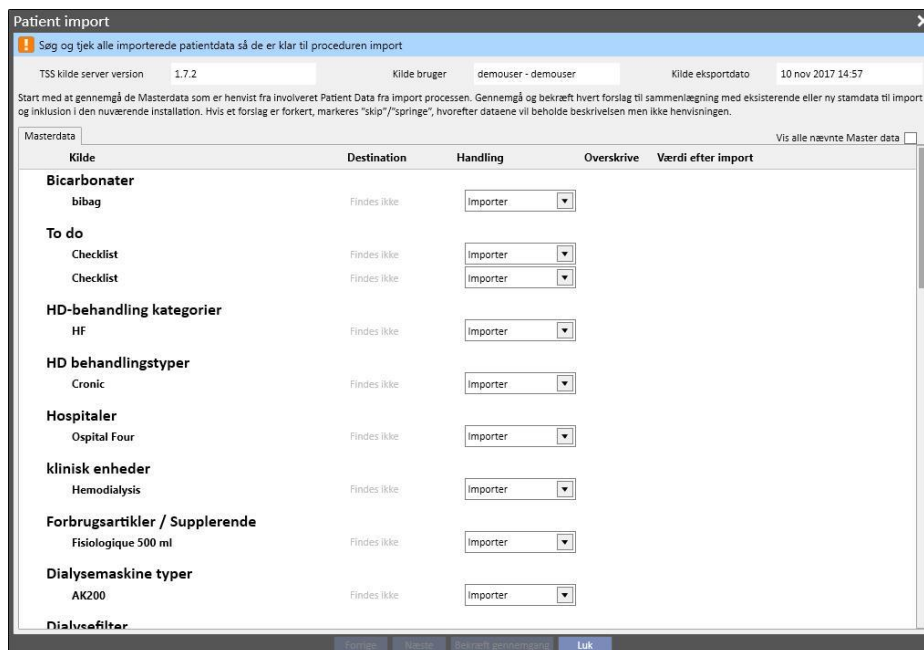 Patient import
Søg og tjek alle importerede patientdata så de er klar til proceduren import
TSS kilde server version 1.7.2 Kilde bruger demouser - demouser Kilde eksportdato 10 nov 2017 14:57
Start med at gennemgå de Masterdata som er henvist fra involveret Patient Data fra import processen. Gennemgå og bekræft hvert forslag til sammenlægning med eksisterende eller ny stamdata til import
og inklusion i den nuværende installation. Hvis et forslag er forkert, markeres "skip"/"springe", hvorefter dataene vil beholde beskrivelsen men ikke henvisningen.
Masterdata Vis alle nævnte Master data
Kilde Destination Handling Overskrive Værdi efter import
Bicarbonater
bibag Findes ikke Importer
To do
Checklist Findes ikke Importer
Checklist Findes ikke Importer
HD-behandling kategorier
HF Findes ikke Importer
HD behandlingstyper
Cronic Findes ikke Importer
Hospitaler
Ospital Four Findes ikke Importer
klinisk enheder
Hemodialysis Findes ikke Importer
Forbrugsartikler / Supplerende
Fisiologique 500 ml Findes ikke Importer
Dialysemaskine typer
AK200 Findes ikke Importer
Dialysefilter
Forrige Næste Bekræft gennemgang Luk